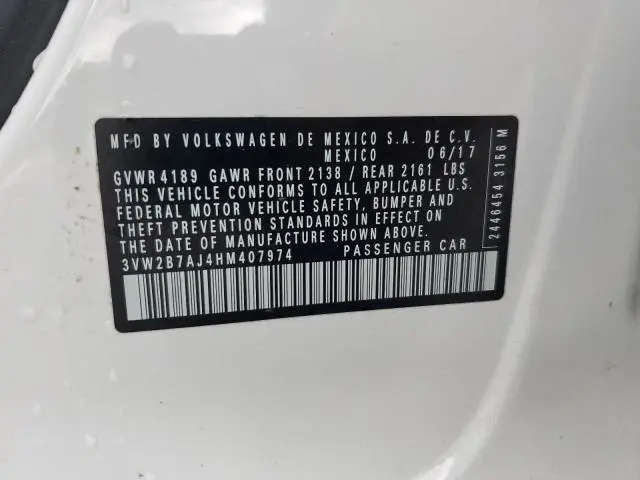 MFD BY VOLKSWAGEN DE MEXICO S.A. DE C.V.
MEXICO 06/17
GVWR 4189 GAWR FRONT 2138 / REAR 2161 LBS
THIS VEHICLE CONFORMS TO ALL APPLICABLE U.S.
FEDERAL MOTOR VEHICLE SAFETY, BUMPER AND
THEFT PREVENTION STANDARDS IN EFFECT ON
THE DATE OF MANUFACTURE SHOWN ABOVE.
3VW2B7AJ4HM407974 PASSENGER CAR
2446454 3156 M